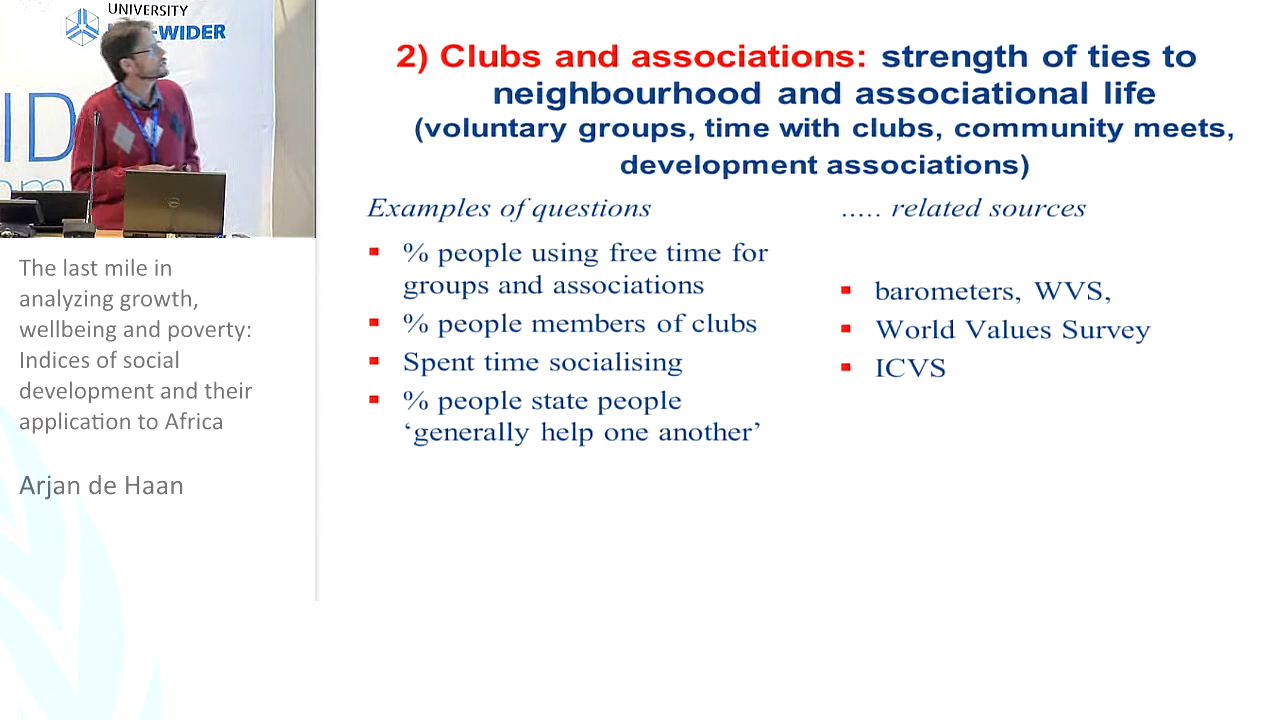 UNIVERSITY
-WIDER
ID
om
The last mile in
analyzing growth,
wellbeing and poverty:
Indices of social
development and their
application to Africa
Arjan de Haan
2) Clubs and associations: strength of ties to
neighbourhood and associational life
(voluntary groups, time with clubs, community meets,
development associations)
Examples of questions
% people using free time for
groups and associations
% people members of clubs
Spent time socialising
% people state people
‘generally help one another’
..... related sources
barometers, WVS,
World Values Survey
ICVS